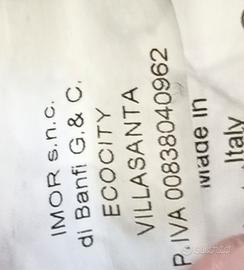 IMOR s.n.c.
di Banfi G.& C.
ECOCITY
VILLASANTA
P.IVA 00838040962
Made in
Italy